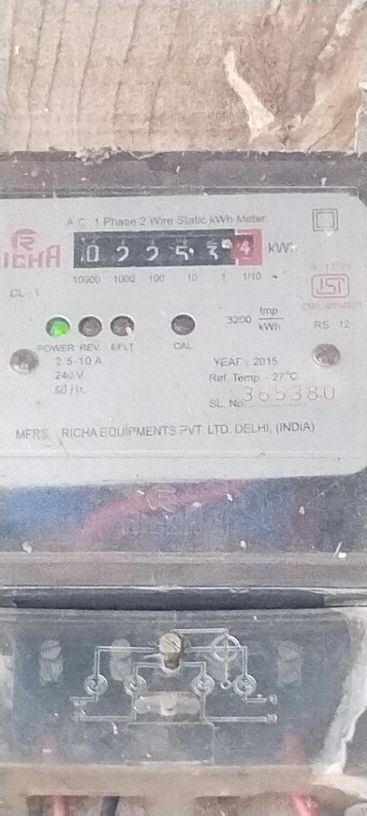 A.C. 1 Phase 2 Wire Static kWh Meter
RICHA
0 2 2 5 3 4 kWh
10000 1000 100 10 1 1/10
CL. 1
3200 Imp/kWh
RS. 12
POWER REV. E/LT CAL
2.5-10 A
240 V.
50 Hz.
YEAR : 2015
Ref. Temp. - 27°C
SL. No. 365380
MFRS. : RICHA EQUIPMENTS PVT. LTD. DELHI, (INDIA)